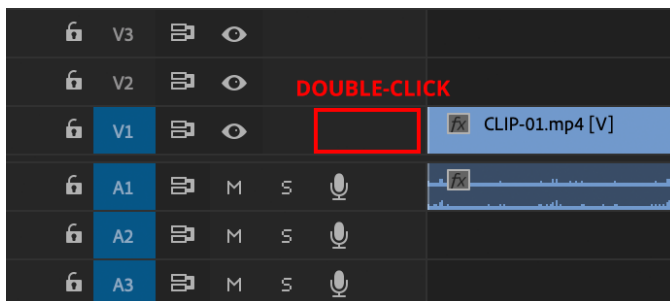 V3
V2
DOUBLE-CLICK
V1
fx CLIP-01.mp4 [V]
A1 M S fx
A2 M S
A3 M S